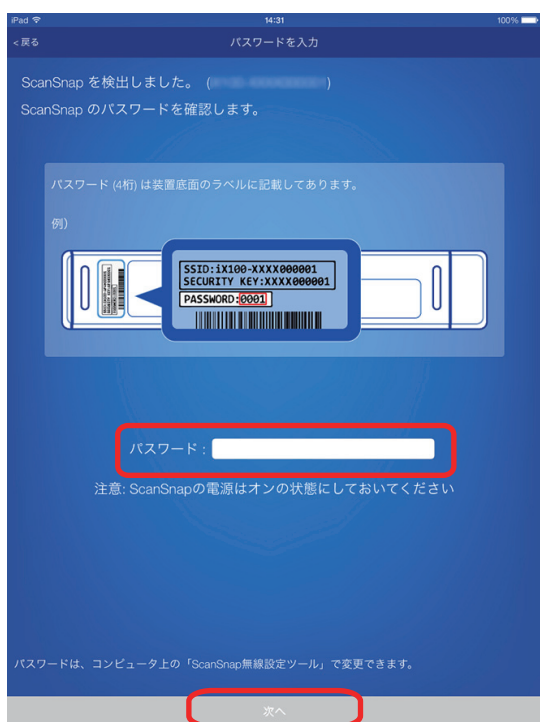 iPad 14:31 100%
<戻る パスワードを入力
ScanSnap を検出しました。 ( )
ScanSnap のパスワードを確認します。
パスワード (4桁) は装置底面のラベルに記載してあります。
例）
SSID:iX100-XXXX000001
SECURITY KEY:XXXX000001
PASSWORD:0001
パスワード :
注意: ScanSnapの電源はオンの状態にしておいてください
パスワードは、コンピュータ上の「ScanSnap無線設定ツール」で変更できます。
次へ